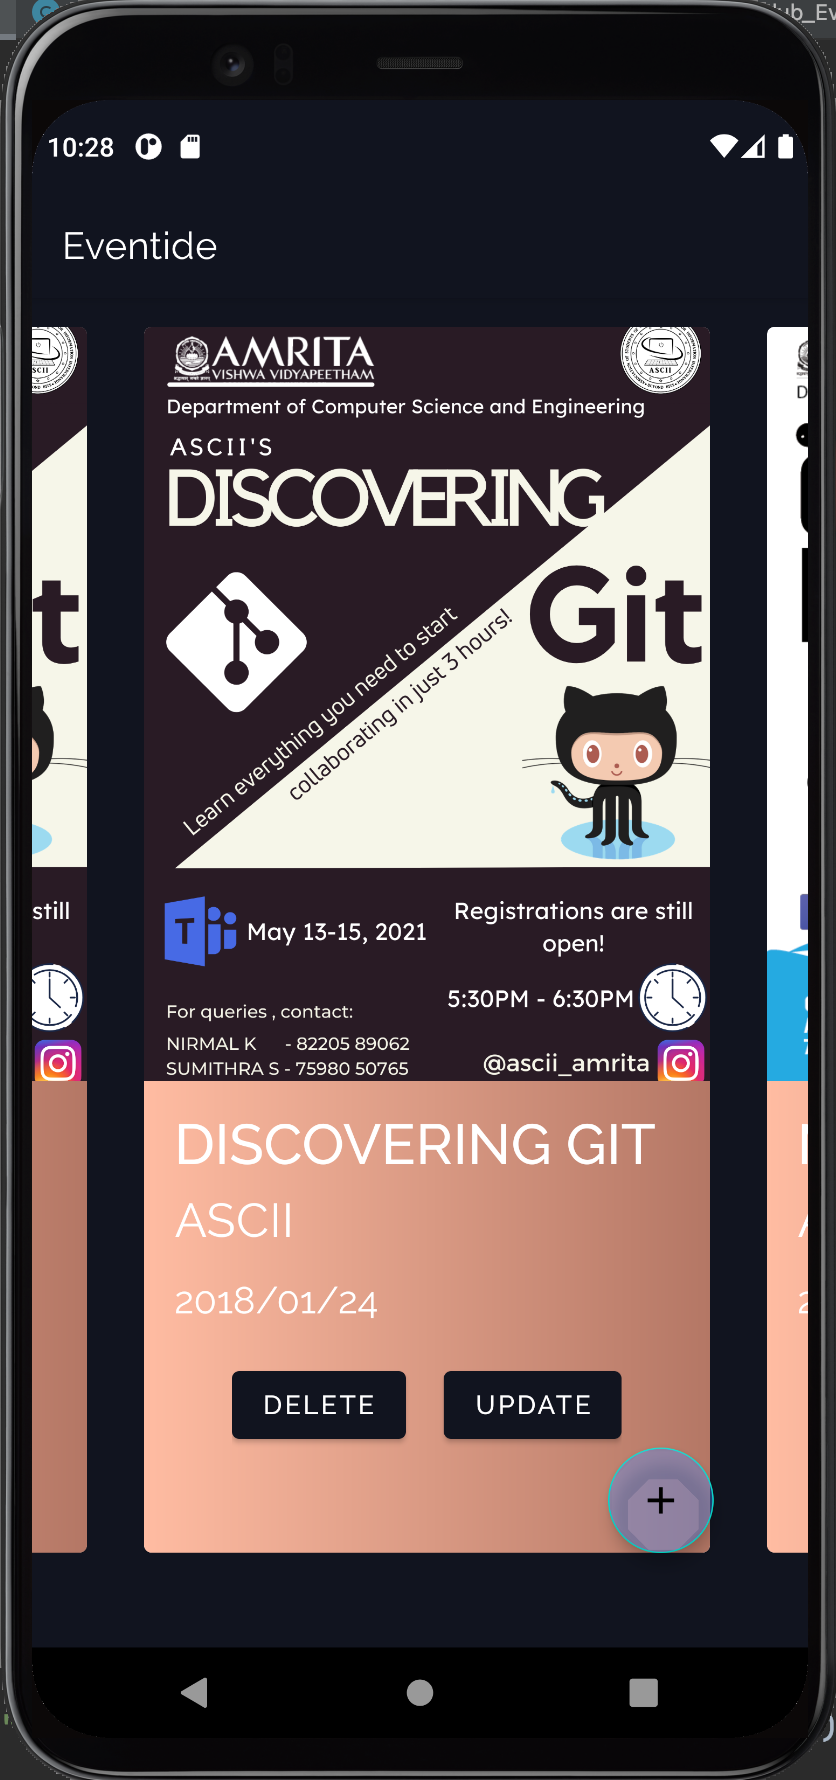 ub_Ev
10:28
Eventide
AMRITA
VISHWA VIDYAPEETHAM
ASCII
Department of Computer Science and Engineering
ASCII'S
DISCOVERING
Git
Learn everything you need to start
collaborating in just 3 hours!
T
May 13-15, 2021
Registrations are still
open!
5:30PM - 6:30PM
For queries , contact:
NIRMAL K - 82205 89062
SUMITHRA S - 75980 50765
@ascii_amrita
DISCOVERING GIT
ASCII
2018/01/24
DELETE
UPDATE
+
t
still